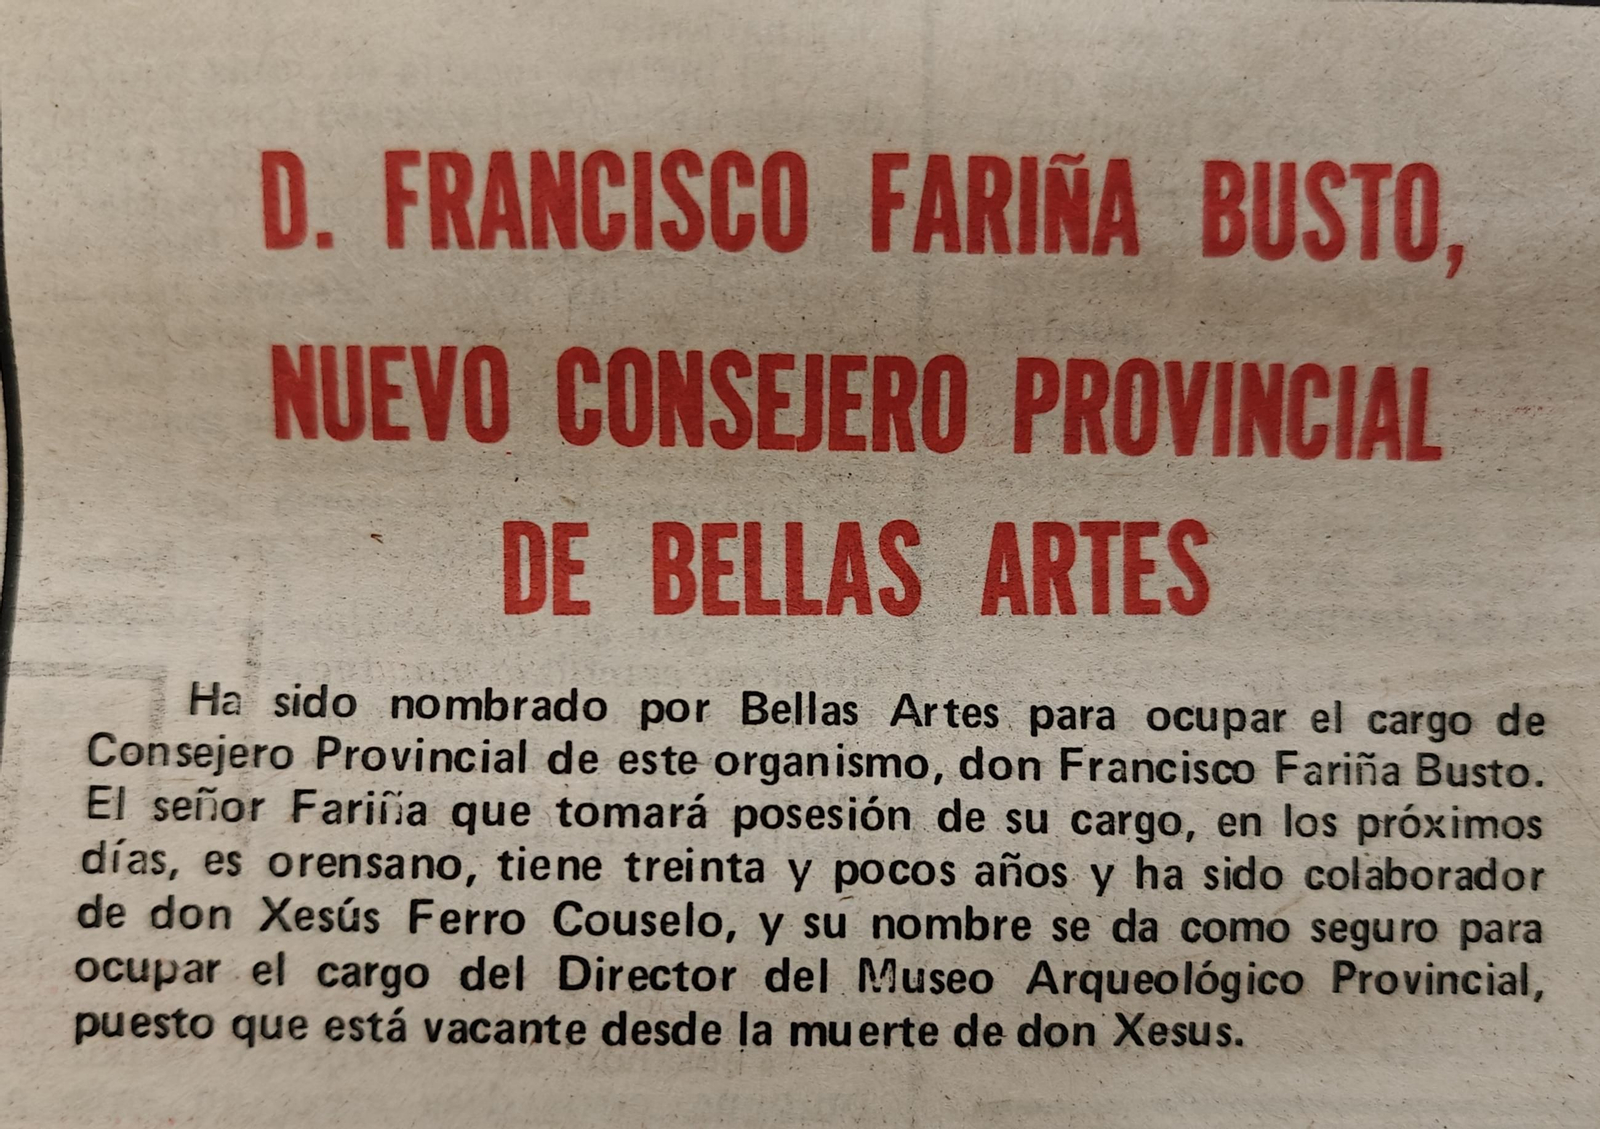 D. FRANCISCO FARIÑA BUSTO,
NUEVO CONSEJERO PROVINCIAL
DE BELLAS ARTES
Ha sido nombrado por Bellas Artes para ocupar el cargo de
Consejero Provincial de este organismo, don Francisco Fariña Busto.
El señor Fariña que tomará posesión de su cargo, en los próximos
días, es orensano, tiene treinta y pocos años y ha sido colaborador
de don Xesús Ferro Couselo, y su nombre se da como seguro para
ocupar el cargo del Director del Museo Arqueológico Provincial,
puesto que está vacante desde la muerte de don Xesus.